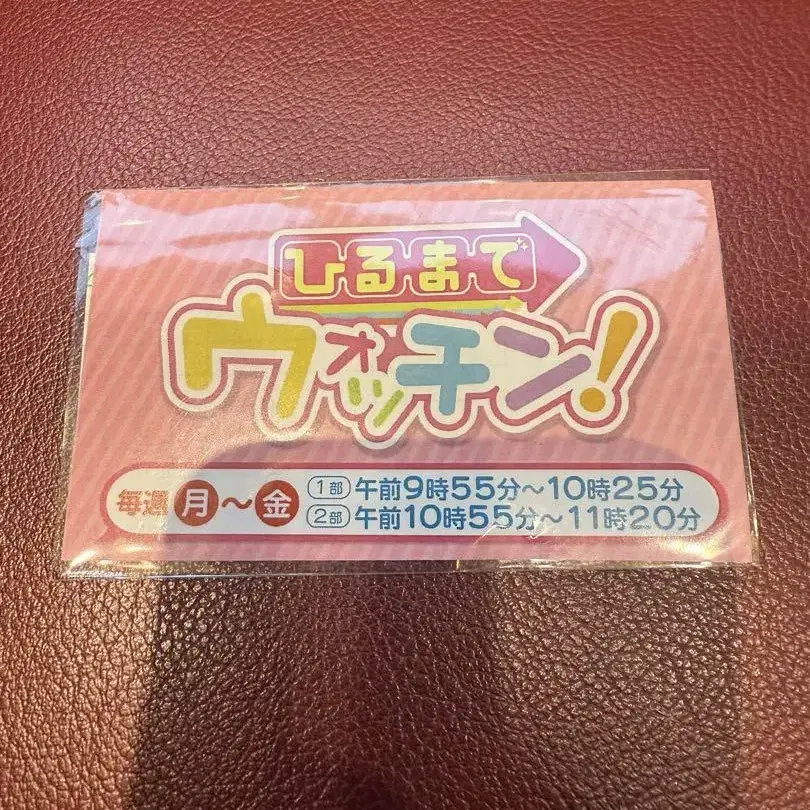 ひるまで
ウォッチン!
毎週月〜金
1部 午前9時55分〜10時25分
2部 午前10時55分〜11時20分